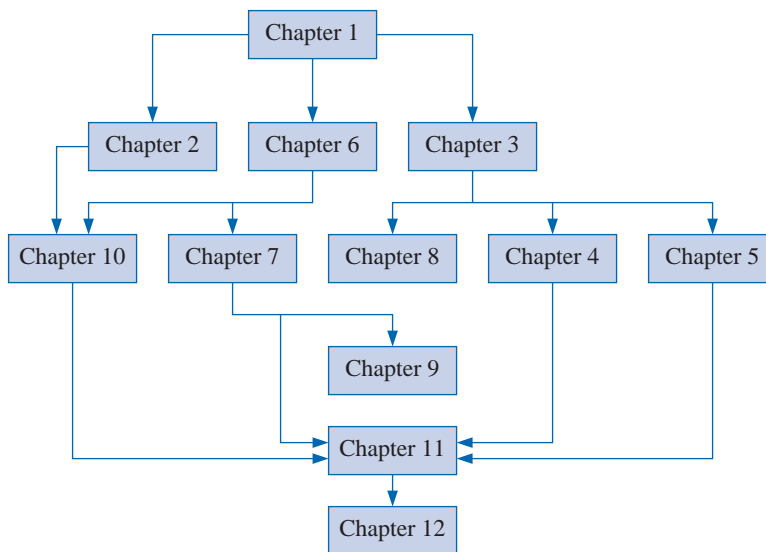 Chapter 1
Chapter 2
Chapter 6
Chapter 3
Chapter 10
Chapter 7
Chapter 8
Chapter 4
Chapter 5
Chapter 9
Chapter 11
Chapter 12